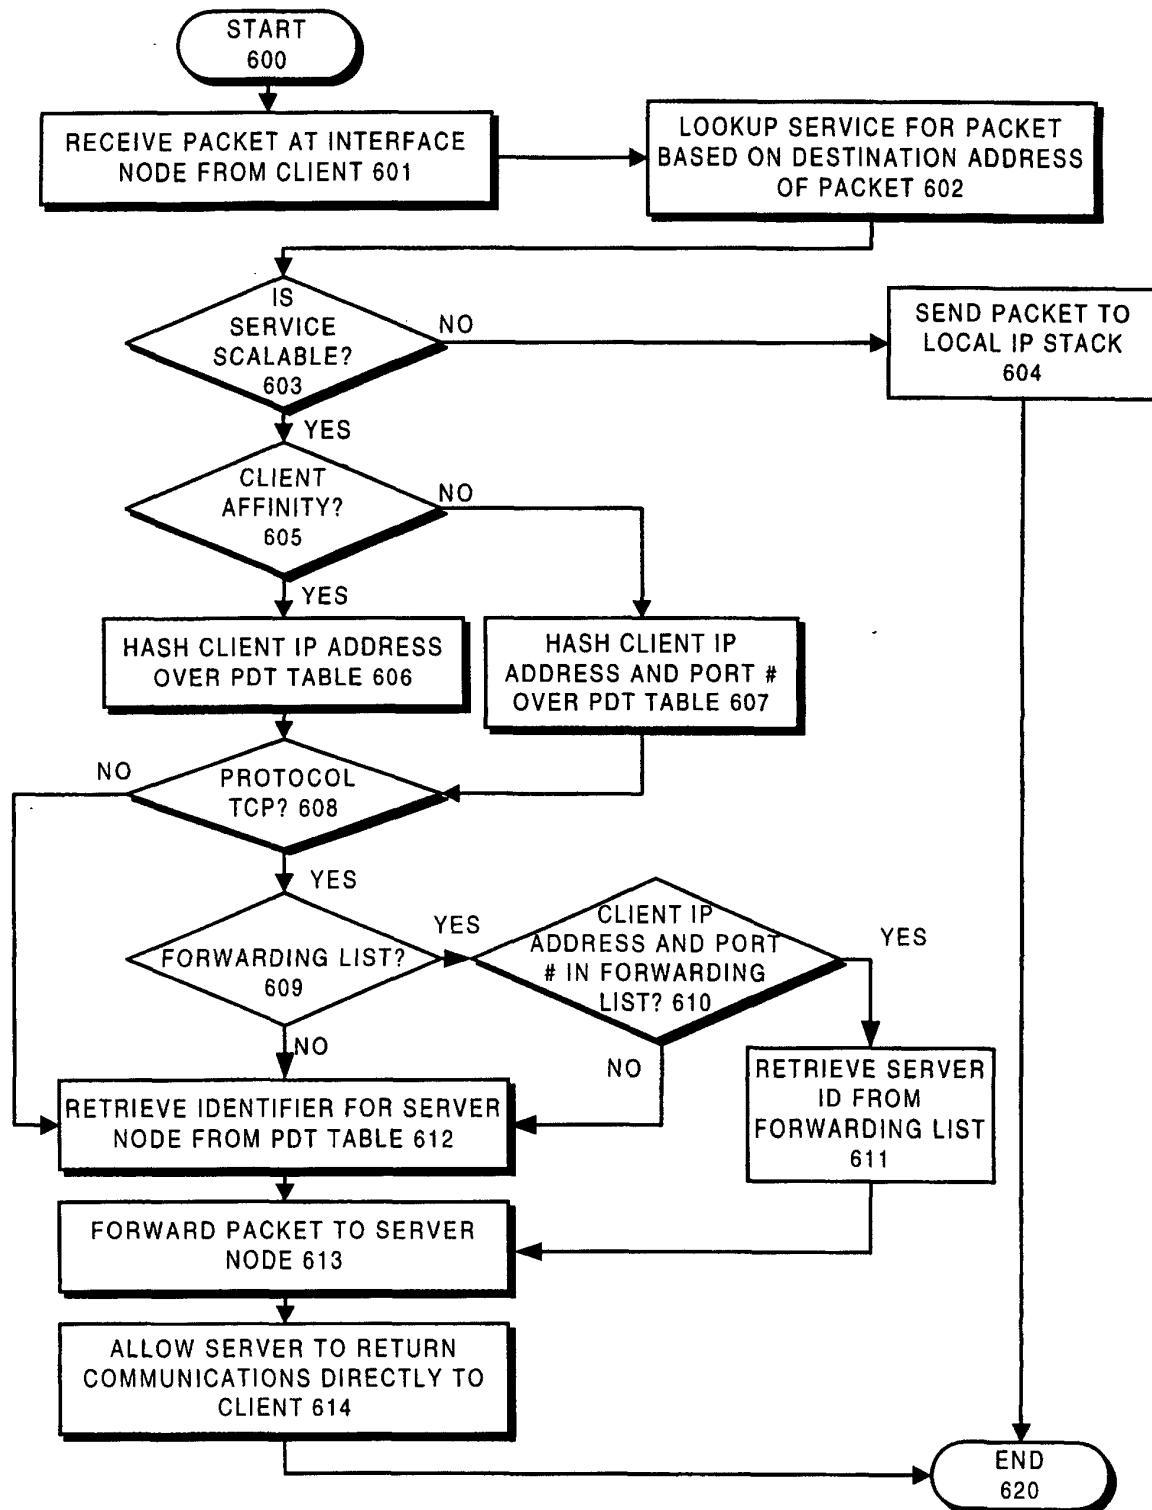 START
600
RECEIVE PACKET AT INTERFACE
NODE FROM CLIENT 601
LOOKUP SERVICE FOR PACKET
BASED ON DESTINATION ADDRESS
OF PACKET 602
IS
SERVICE
SCALABLE?
603
NO
SEND PACKET TO
LOCAL IP STACK
604
YES
CLIENT
AFFINITY?
605
NO
YES
HASH CLIENT IP ADDRESS
OVER PDT TABLE 606
HASH CLIENT IP
ADDRESS AND PORT #
OVER PDT TABLE 607
NO
PROTOCOL
TCP? 608
YES
FORWARDING LIST?
609
YES
CLIENT IP
ADDRESS AND PORT
# IN FORWARDING
LIST? 610
YES
NO
NO
RETRIEVE SERVER
ID FROM
FORWARDING LIST
611
RETRIEVE IDENTIFIER FOR SERVER
NODE FROM PDT TABLE 612
FORWARD PACKET TO SERVER
NODE 613
ALLOW SERVER TO RETURN
COMMUNICATIONS DIRECTLY TO
CLIENT 614
END
620